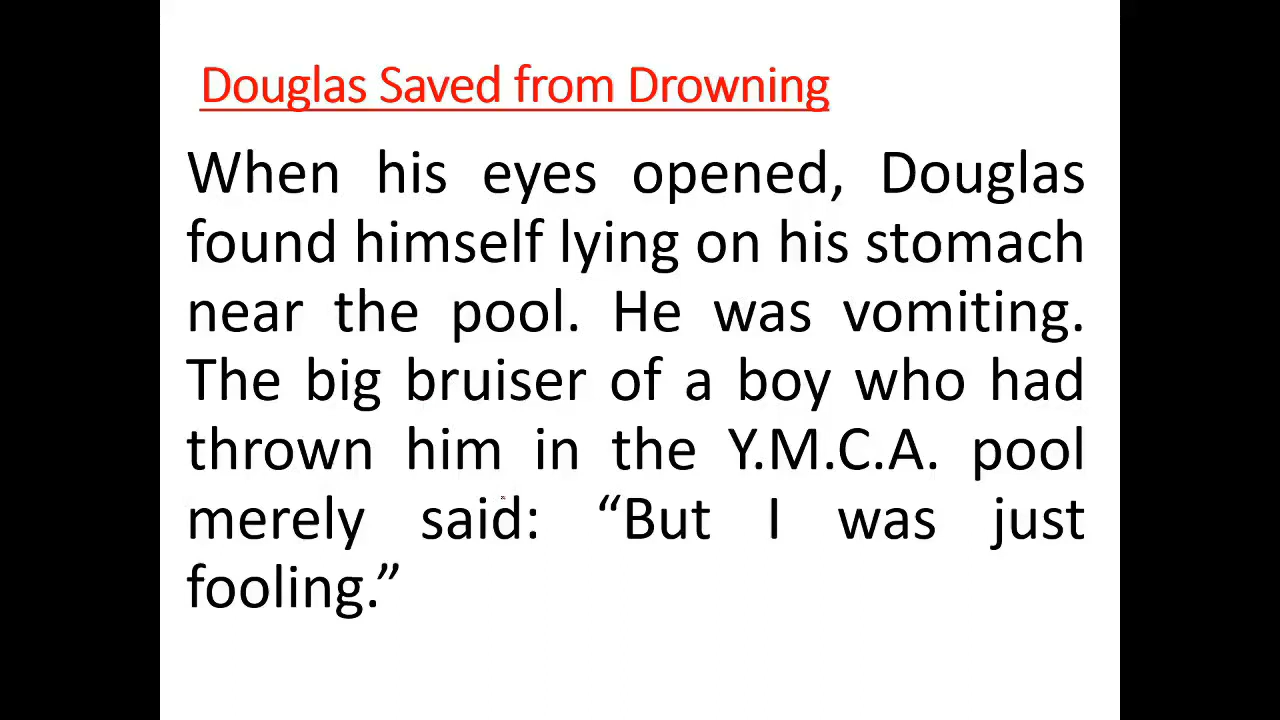 Douglas Saved from Drowning
When his eyes opened, Douglas
found himself lying on his stomach
near the pool. He was vomiting.
The big bruiser of a boy who had
thrown him in the Y.M.C.A. pool
merely said: “But I was just
fooling.”